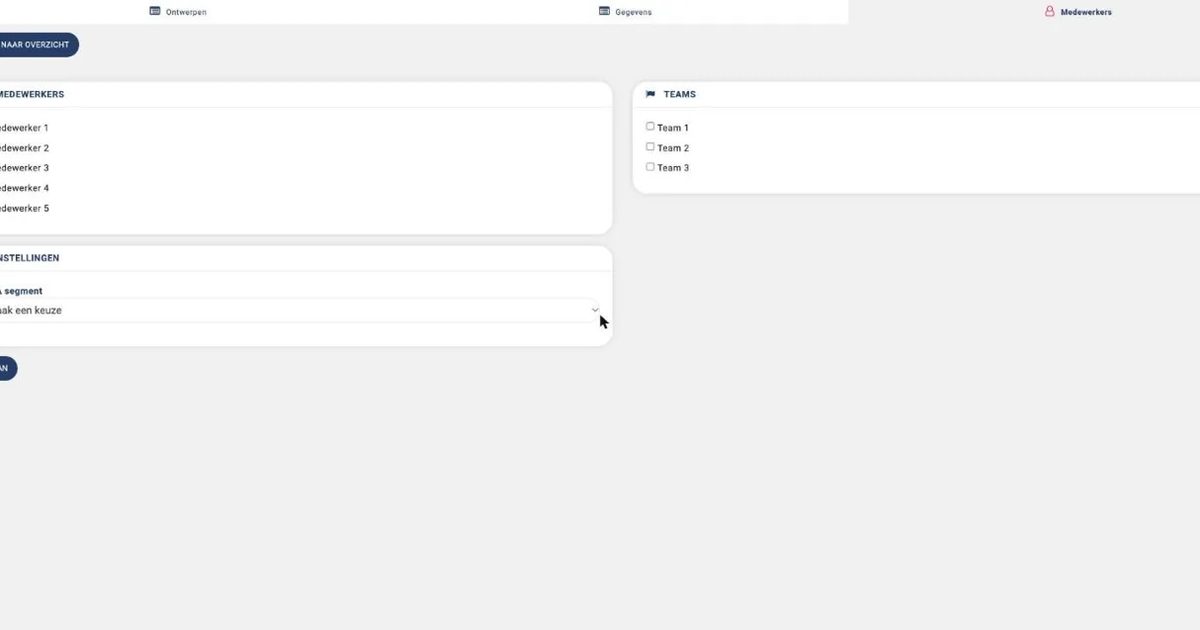 Ontwerpen
Gegevens
Medewerkers
NAAR OVERZICHT
MEDEWERKERS
edewerker 1
edewerker 2
edewerker 3
edewerker 4
edewerker 5
TEAMS
Team 1
Team 2
Team 3
NSTELLINGEN
segment
aak een keuze
AN